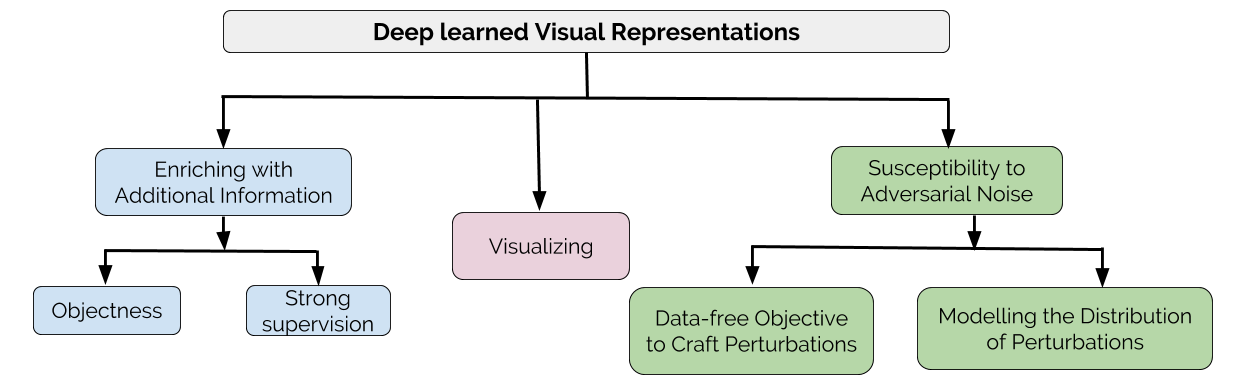 Deep learned Visual Representations
Enriching with
Additional Information
Susceptibility to
Adversarial Noise
Visualizing
Objectness
Strong
supervision
Data-free Objective
to Craft Perturbations
Modelling the Distribution
of Perturbations